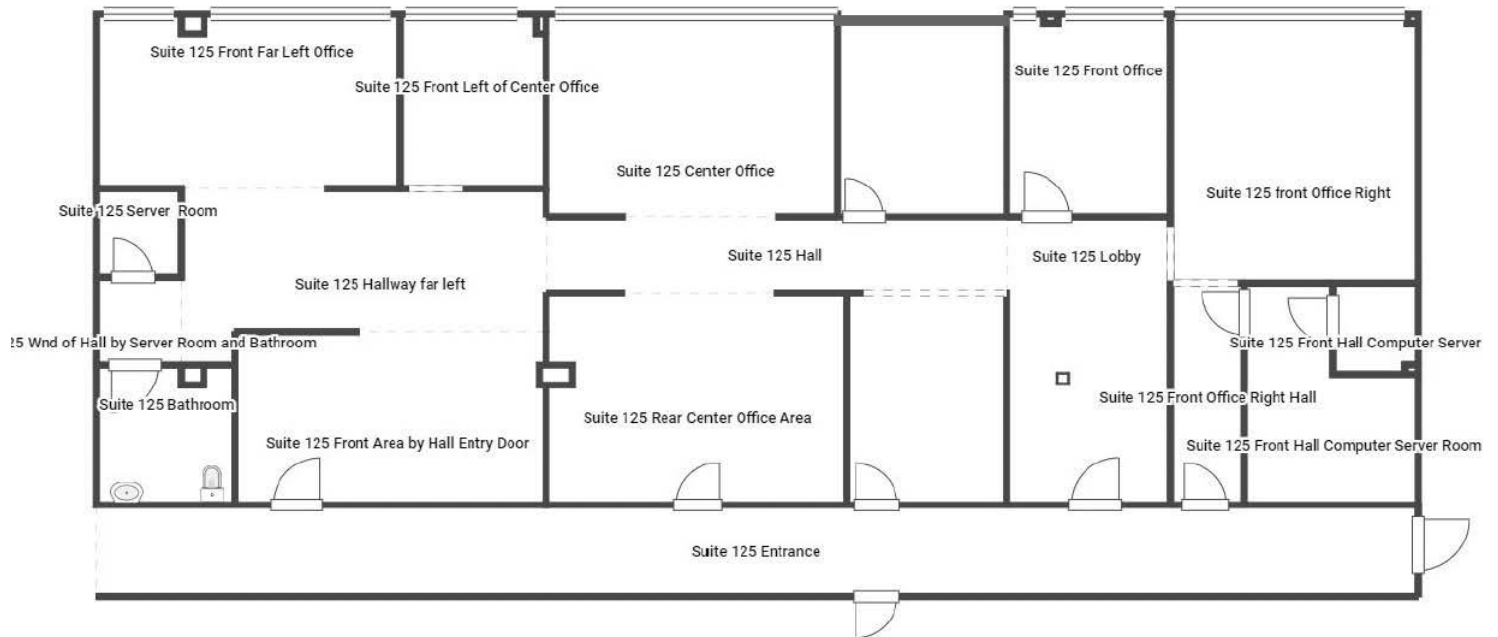 Suite 125 Front Far Left Office
Suite 125 Front Left of Center Office
Suite 125 Front Office
Suite 125 Center Office
Suite 125 front Office Right
Suite 125 Server Room
Suite 125 Hall
Suite 125 Lobby
Suite 125 Hallway far left
25 Wnd of Hall by Server Room and Bathroom
Suite 125 Front Hall Computer Server
Suite 125 Bathroom
Suite 125 Front Office Right Hall
Suite 125 Rear Center Office Area
Suite 125 Front Area by Hall Entry Door
Suite 125 Front Hall Computer Server Room
Suite 125 Entrance